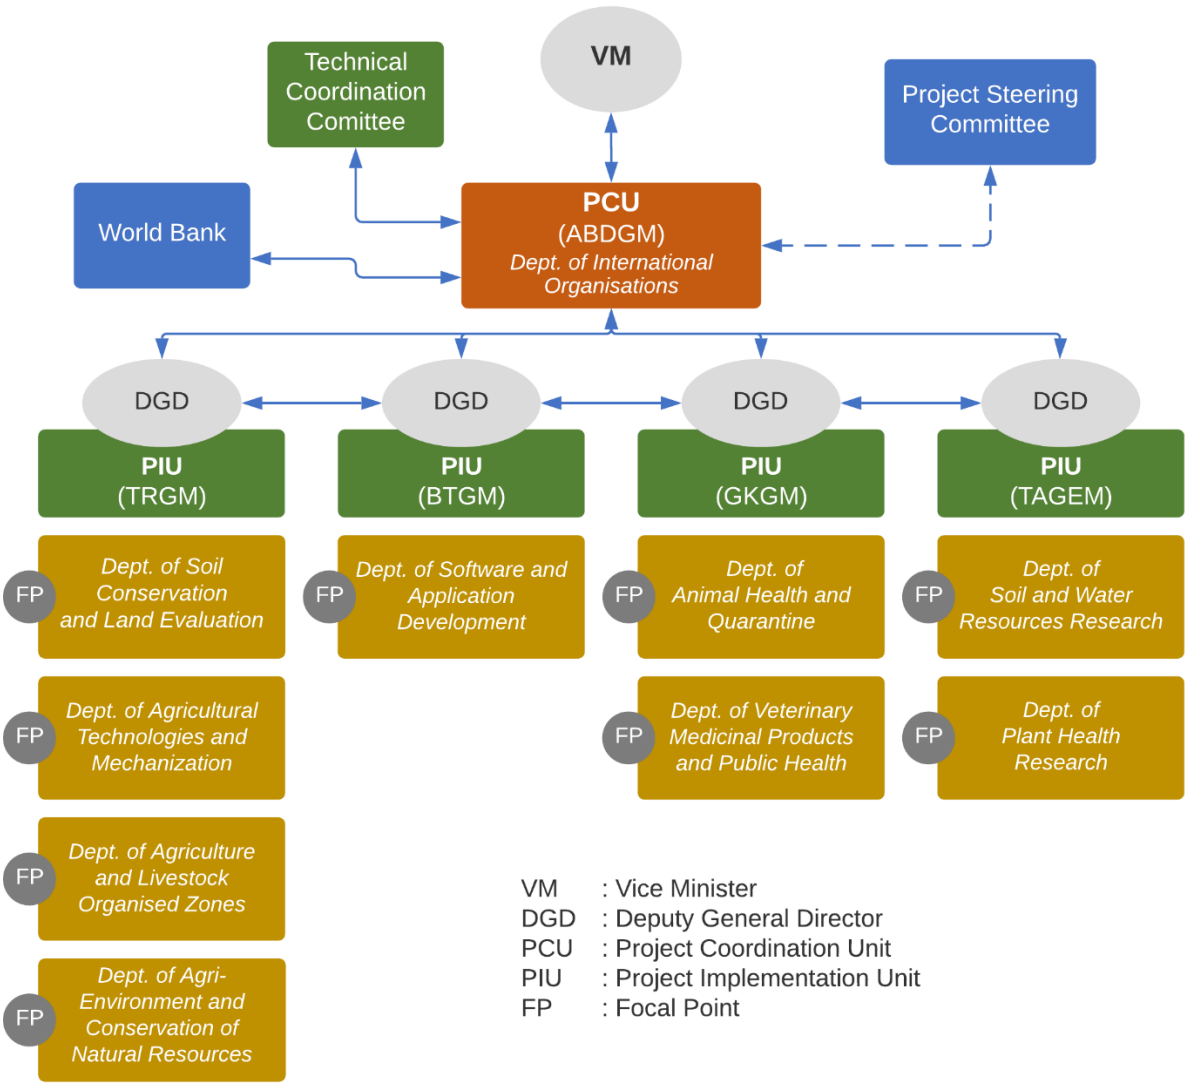 VM
Technical
Coordination
Comittee
Project Steering
Committee
World Bank
PCU
(ABDGM)
Dept. of International
Organisations
DGD
DGD
DGD
DGD
PIU
(TRGM)
PIU
(BTGM)
PIU
(GKGM)
PIU
(TAGEM)
FP
Dept. of Soil
Conservation
and Land Evaluation
FP
Dept. of Software and
Application
Development
FP
Dept. of
Animal Health and
Quarantine
FP
Dept. of
Soil and Water
Resources Research
FP
Dept. of Agricultural
Technologies and
Mechanization
FP
Dept. of Veterinary
Medicinal Products
and Public Health
FP
Dept. of
Plant Health
Research
FP
Dept. of Agriculture
and Livestock
Organised Zones
FP
Dept. of Agri-
Environment and
Conservation of
Natural Resources
VM : Vice Minister
DGD : Deputy General Director
PCU : Project Coordination Unit
PIU : Project Implementation Unit
FP : Focal Point